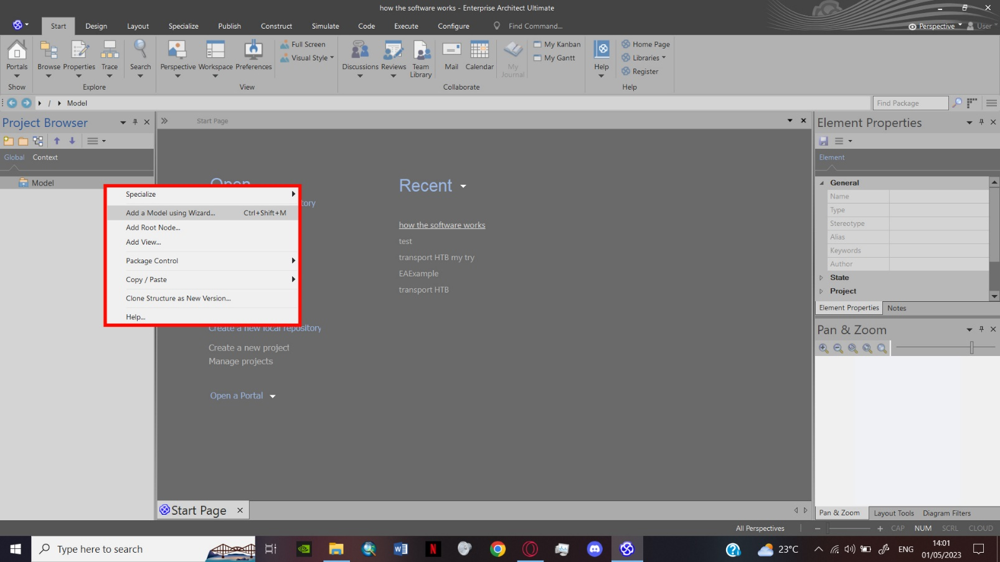 how the software works - Enterprise Architect Ultimate
Start Design Layout Specialize Publish Construct Simulate Code Execute Configure Find Command... Perspective User
Portals Browse Properties Trace Search Perspective Workspace Preferences Full Screen Visual Style Discussions Reviews Team Library Mail Calendar My Journal My Kanban My Gantt Help Home Page Libraries Register
Show Explore View Collaborate Help
/ Model Find Package
Project Browser
Global Context
Model
Specialize
Add a Model using Wizard... Ctrl+Shift+M
Add Root Node...
Add View...
Package Control
Copy / Paste
Clone Structure as New Version...
Help...
Start Page
Open
Create a new local repository
Create a new project
Manage projects
Open a Portal
Recent
how the software works
test
transport HTB my try
EAExample
transport HTB
Start Page
Element Properties
Element
General
Name
Type
Stereotype
Alias
Keywords
Author
State
Project
Element Properties Notes
Pan & Zoom
Pan & Zoom Layout Tools Diagram Filters
All Perspectives CAP NUM SCRL CLOUD
Type here to search 23°C ENG 14:01
01/05/2023